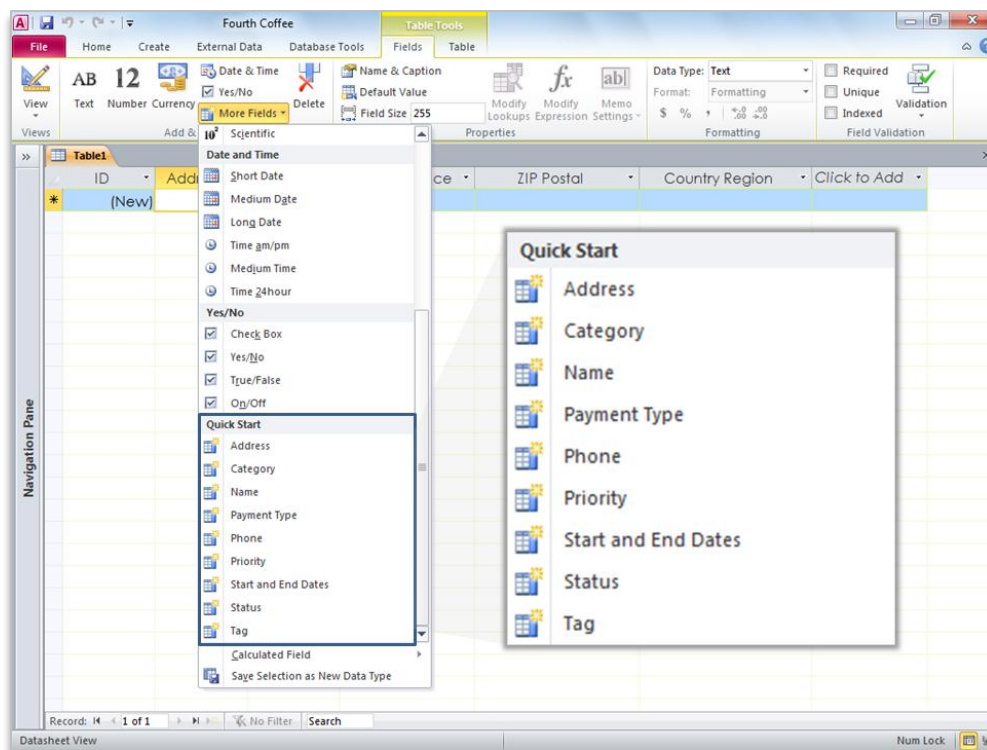 Fourth Coffee
Table Tools
File Home Create External Data Database Tools Fields Table
View
AB Text
12 Number
Currency
Date & Time
Yes/No
More Fields
Delete
Name & Caption
Default Value
Field Size 255
Modify Lookups
fx Modify Expression
ab| Memo Settings
Data Type: Text
Format: Formatting
$ % ,
Required
Unique
Indexed
Validation
Views
Add &
Properties
Formatting
Field Validation
Table1
ID
ZIP Postal
Country Region
Click to Add
(New)
10² Scientific
Date and Time
Short Date
Medium Date
Long Date
Time am/pm
Medium Time
Time 24hour
Yes/No
Check Box
Yes/No
True/False
On/Off
Quick Start
Address
Category
Name
Payment Type
Phone
Priority
Start and End Dates
Status
Tag
Calculated Field
Save Selection as New Data Type
Quick Start
Address
Category
Name
Payment Type
Phone
Priority
Start and End Dates
Status
Tag
Navigation Pane
Record: 1 of 1 No Filter Search
Datasheet View
Num Lock